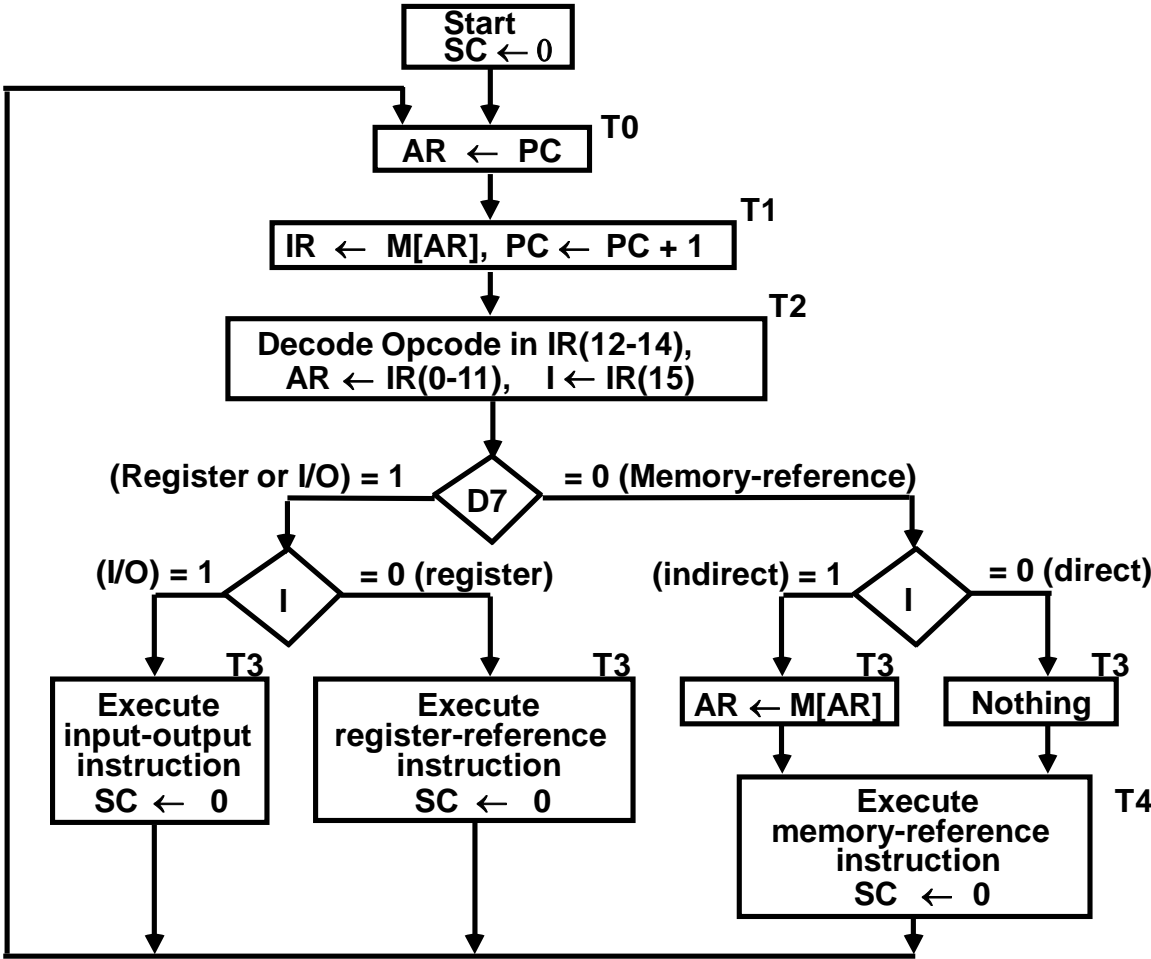 Start
SC ← 0
T0
AR ← PC
T1
IR ← M[AR], PC ← PC + 1
T2
Decode Opcode in IR(12-14),
AR ← IR(0-11), I ← IR(15)
(Register or I/O) = 1
D7
= 0 (Memory-reference)
(I/O) = 1
I
= 0 (register)
(indirect) = 1
I
= 0 (direct)
T3
Execute
input-output
instruction
SC ← 0
T3
Execute
register-reference
instruction
SC ← 0
T3
AR ← M[AR]
T3
Nothing
T4
Execute
memory-reference
instruction
SC ← 0